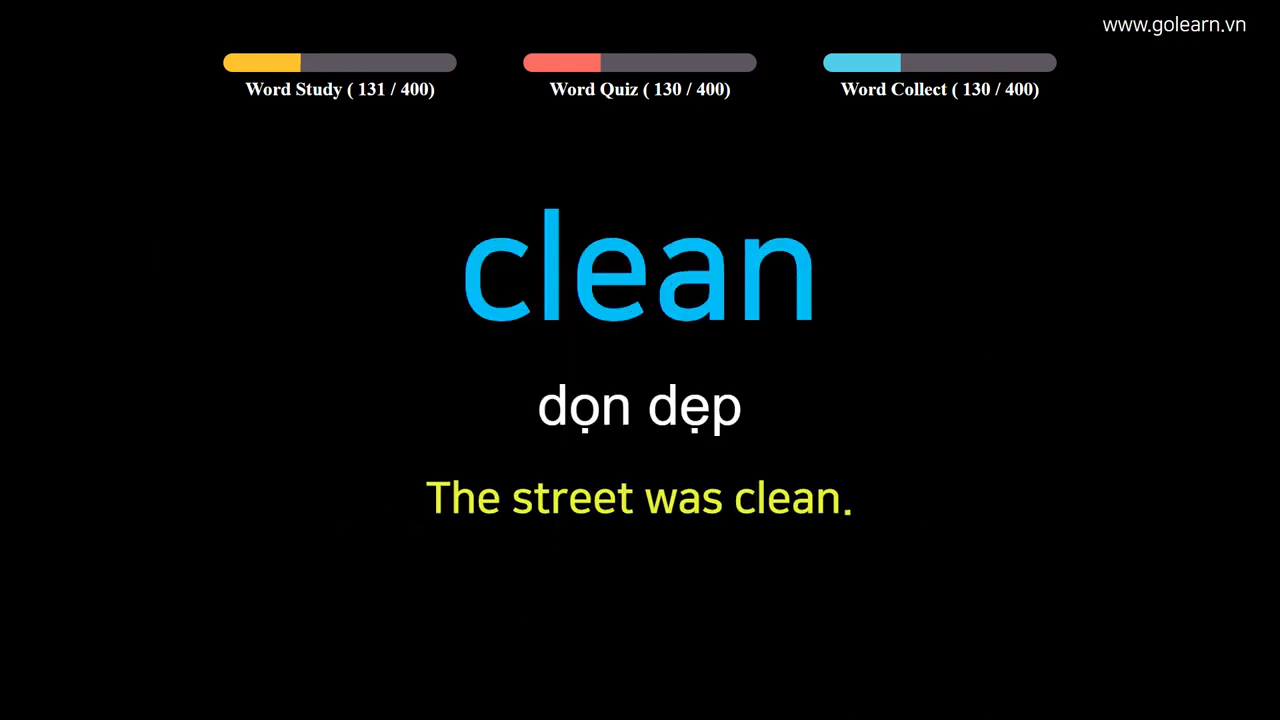 www.golearn.vn
Word Study ( 131 / 400)
Word Quiz ( 130 / 400)
Word Collect ( 130 / 400)
clean
dọn dẹp
The street was clean.